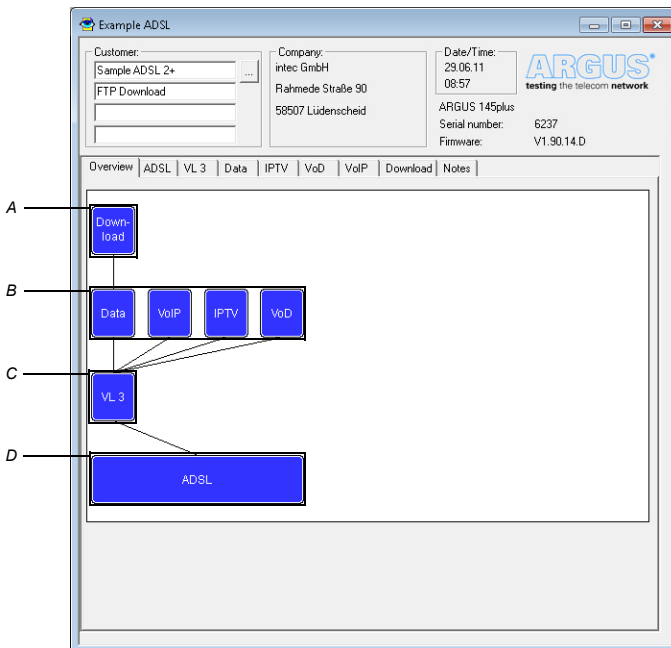 Example ADSL
Customer:
Sample ADSL 2+
...
FTP Download
Company:
intec GmbH
Rahmede Straße 90
58507 Lüdenscheid
Date/Time:
29.06.11
08:57
ARGUS®
testing the telecom network
ARGUS 145plus
Serial number: 6237
Firmware: V1.90.14.D
Overview ADSL VL 3 Data IPTV VoD VoIP Download Notes
A
Down-
load
B
Data VoIP IPTV VoD
C
VL 3
D
ADSL